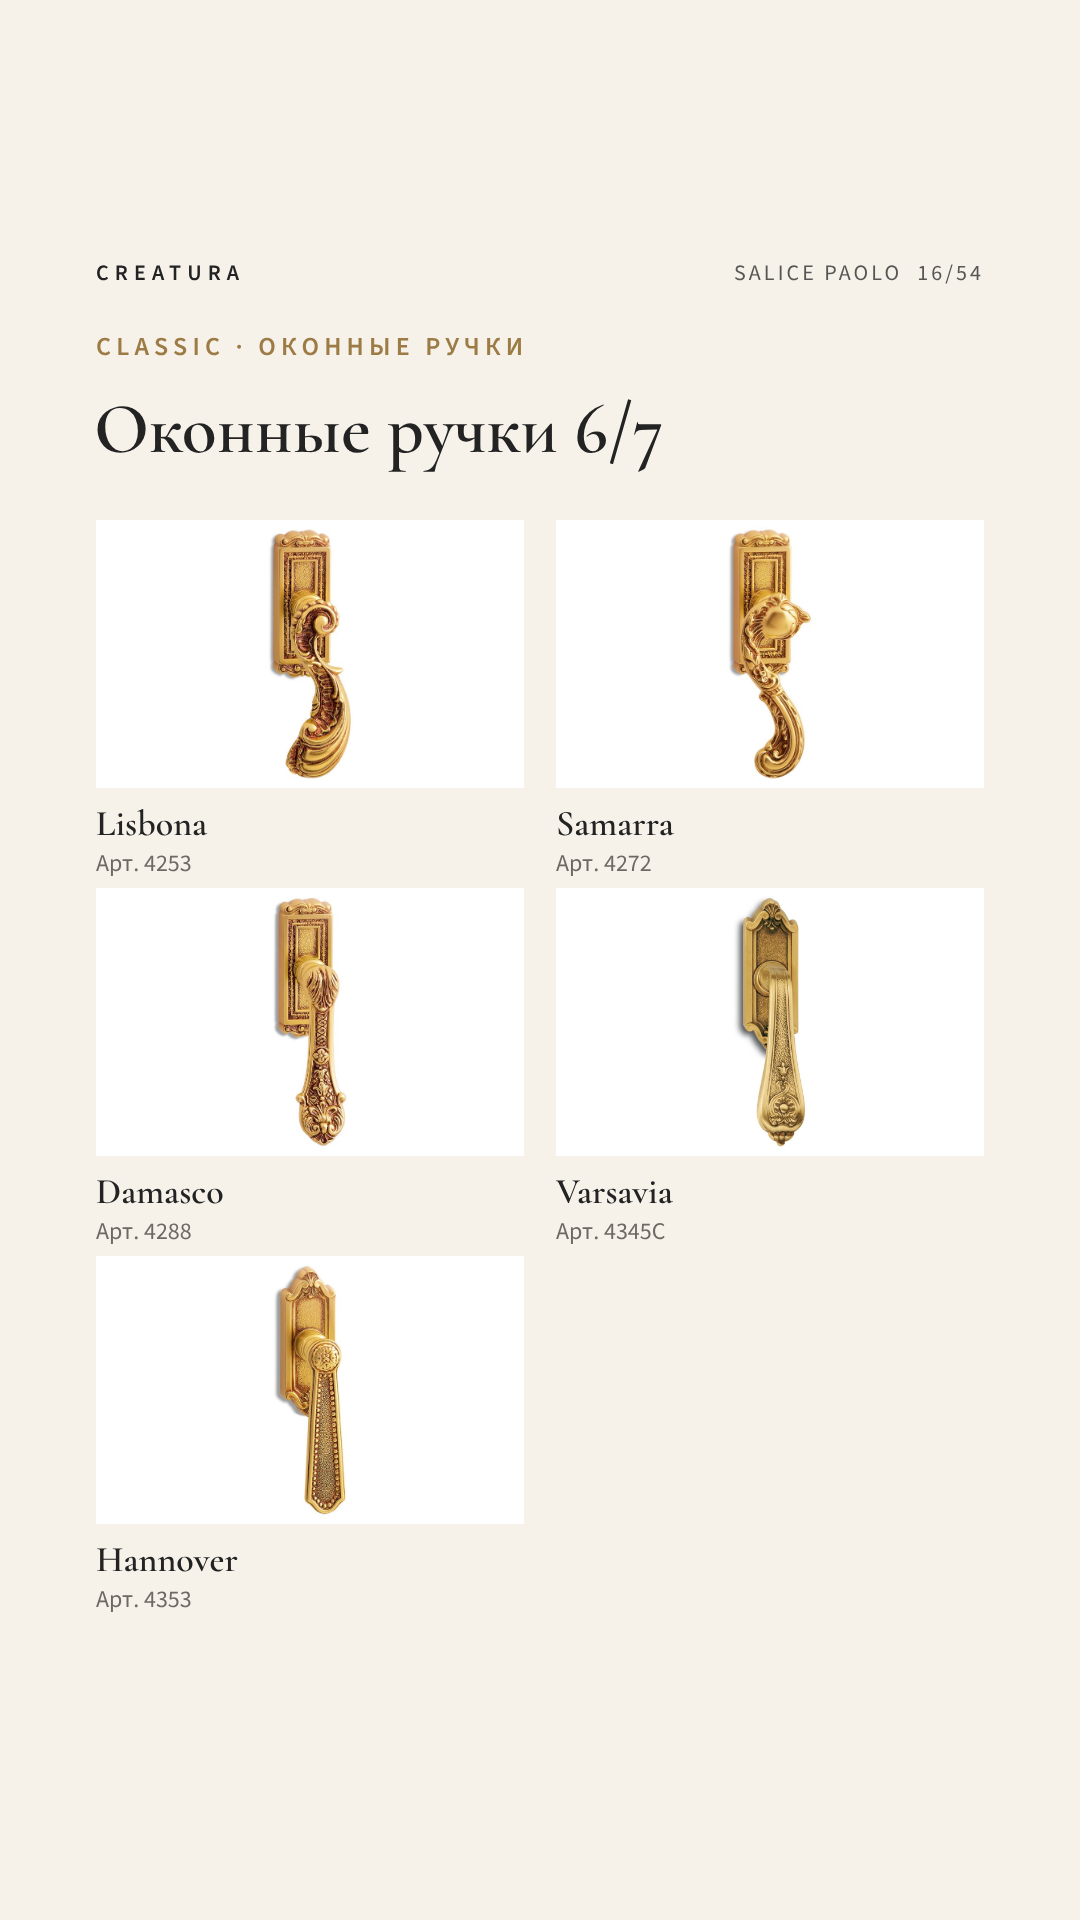 CREATURA
SALICE PAOLO 16/54
CLASSIC · ОКОННЫЕ РУЧКИ
Оконные ручки 6/7
Lisbona
Арт. 4253
Samarra
Арт. 4272
Damasco
Арт. 4288
Varsavia
Арт. 4345C
Hannover
Арт. 4353